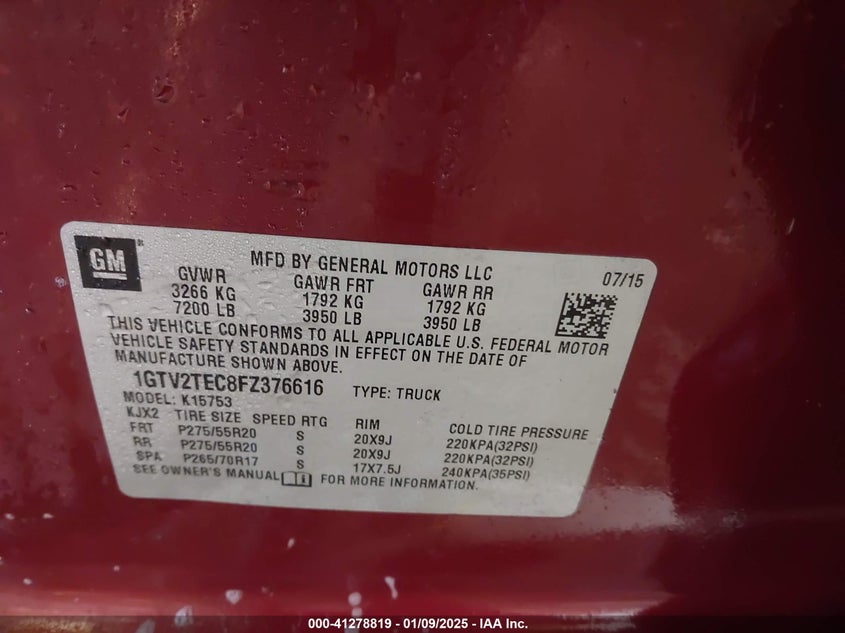 GM
MFD BY GENERAL MOTORS LLC
07/15
GVWR GAWR FRT GAWR RR
3266 KG 1792 KG 1792 KG
7200 LB 3950 LB 3950 LB
THIS VEHICLE CONFORMS TO ALL APPLICABLE U.S. FEDERAL MOTOR
VEHICLE SAFETY STANDARDS IN EFFECT ON THE DATE OF
MANUFACTURE SHOWN ABOVE.
1GTV2TEC8FZ376616 TYPE: TRUCK
MODEL: K15753
KJX2 TIRE SIZE SPEED RTG RIM COLD TIRE PRESSURE
FRT P275/55R20 S 20X9J 220KPA(32PSI)
RR P275/55R20 S 20X9J 220KPA(32PSI)
SPA P265/70R17 S 17X7.5J 240KPA(35PSI)
SEE OWNER'S MANUAL FOR MORE INFORMATION.
000-41278819 - 01/09/2025 - IAA Inc.